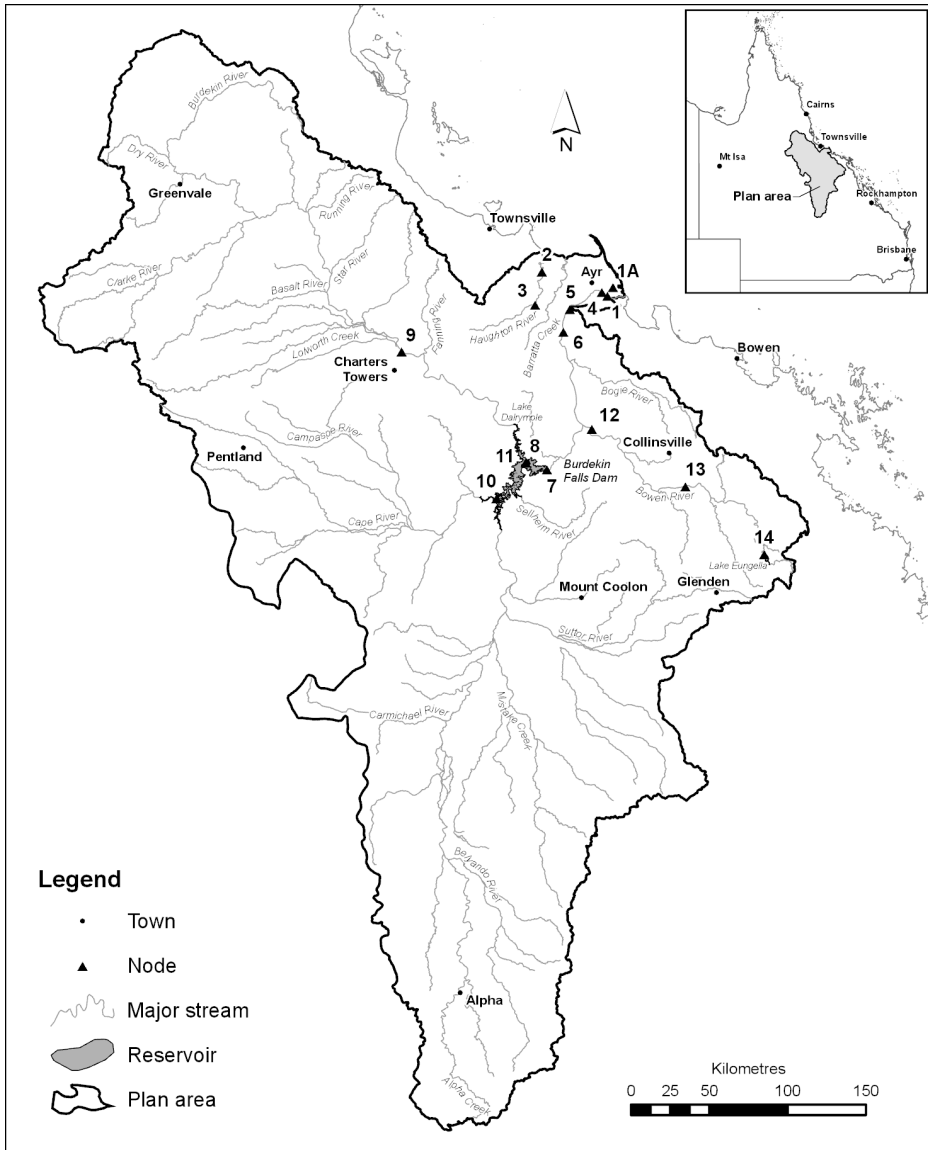 Cairns
Townsville
Mt Isa
Plan area
Rockhampton
Brisbane
N
Burdekin River
Dry River
Greenvale
Running River
Townsville
Clarke River
Star River
Basalt River
Fanning River
2
Ayr
1A
3
5
4
1
Haughton River
Barratta Creek
6
Lolworth Creek
9
Charters
Towers
Bowen
Bogie River
Lake
Dalrymple
12
Collinsville
Campaspe River
Pentland
11
8
Burdekin
Falls Dam
7
10
13
Bowen River
Sellheim River
Cape River
14
Lake Eungella
Mount Coolon
Glenden
Suttor River
Carmichael River
Mistake Creek
Belyando River
Alpha
Alpha Creek
Legend
Town
Node
Major stream
Reservoir
Plan area
Kilometres
0 25 50 100 150